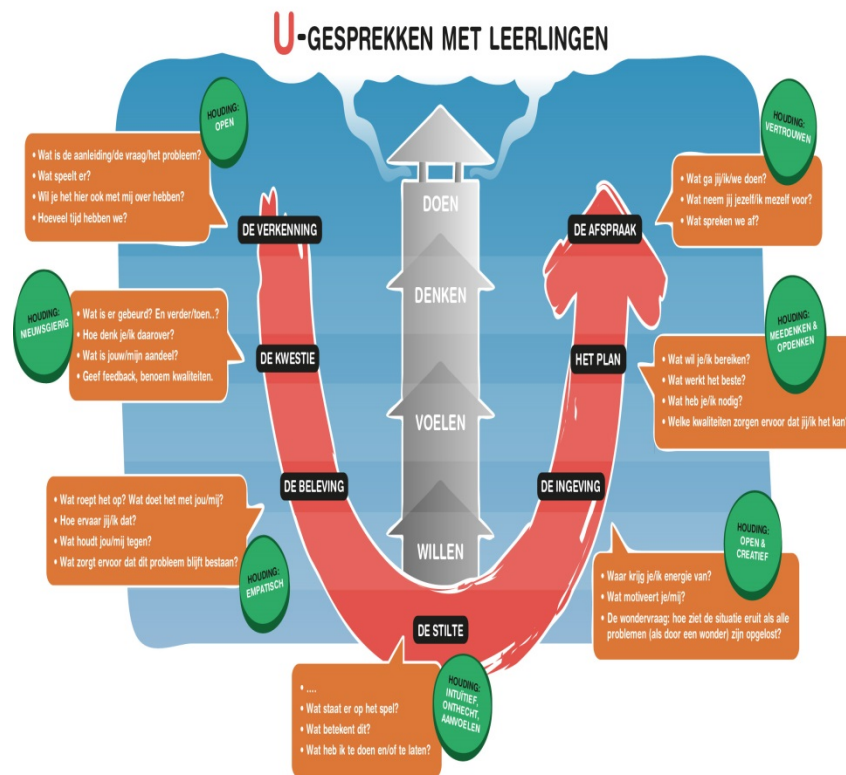 U-GESPREKKEN MET LEERLINGEN
HOUDING:
OPEN
• Wat is de aanleiding/de vraag/het probleem?
• Wat speelt er?
• Wil je het hier ook met mij over hebben?
• Hoeveel tijd hebben we?
DE VERKENNING
HOUDING:
NIEUWSGIERIG
• Wat is er gebeurd? En verder/toen..?
• Hoe denk je/ik daarover?
• Wat is jouw/mijn aandeel?
• Geef feedback, benoem kwaliteiten.
DE KWESTIE
• Wat roept het op? Wat doet het met jou/mij?
• Hoe ervaar jij/ik dat?
• Wat houdt jou/mij tegen?
• Wat zorgt ervoor dat dit probleem blijft bestaan?
HOUDING:
EMPATISCH
DE BELEVING
DOEN
DENKEN
VOELEN
WILLEN
DE STILTE
• ....
• Wat staat er op het spel?
• Wat betekent dit?
• Wat heb ik te doen en/of te laten?
HOUDING:
INTUÏTIEF,
ONTHECHT,
AANVOELEN
DE INGEVING
HOUDING:
OPEN &
CREATIEF
• Waar krijg je/ik energie van?
• Wat motiveert je/mij?
• De wondervraag: hoe ziet de situatie eruit als alle
problemen (als door een wonder) zijn opgelost?
HET PLAN
HOUDING:
MEEDENKEN &
OPDENKEN
• Wat wil je/ik bereiken?
• Wat werkt het beste?
• Wat heb je/ik nodig?
• Welke kwaliteiten zorgen ervoor dat jij/ik het kan?
DE AFSPRAAK
HOUDING:
VERTROUWEN
• Wat ga jij/ik/we doen?
• Wat neem jij jezelf/ik mezelf voor?
• Wat spreken we af?